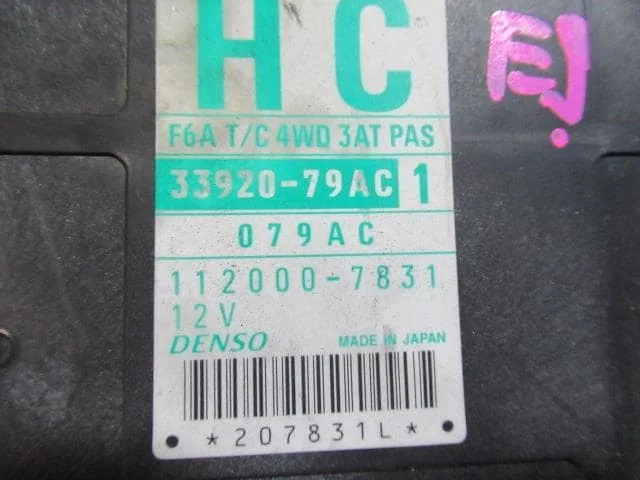 HC
F6A T/C 4WD 3AT PAS
33920-79AC 1
079AC
112000-7831
12V
DENSO MADE IN JAPAN
*207831L*